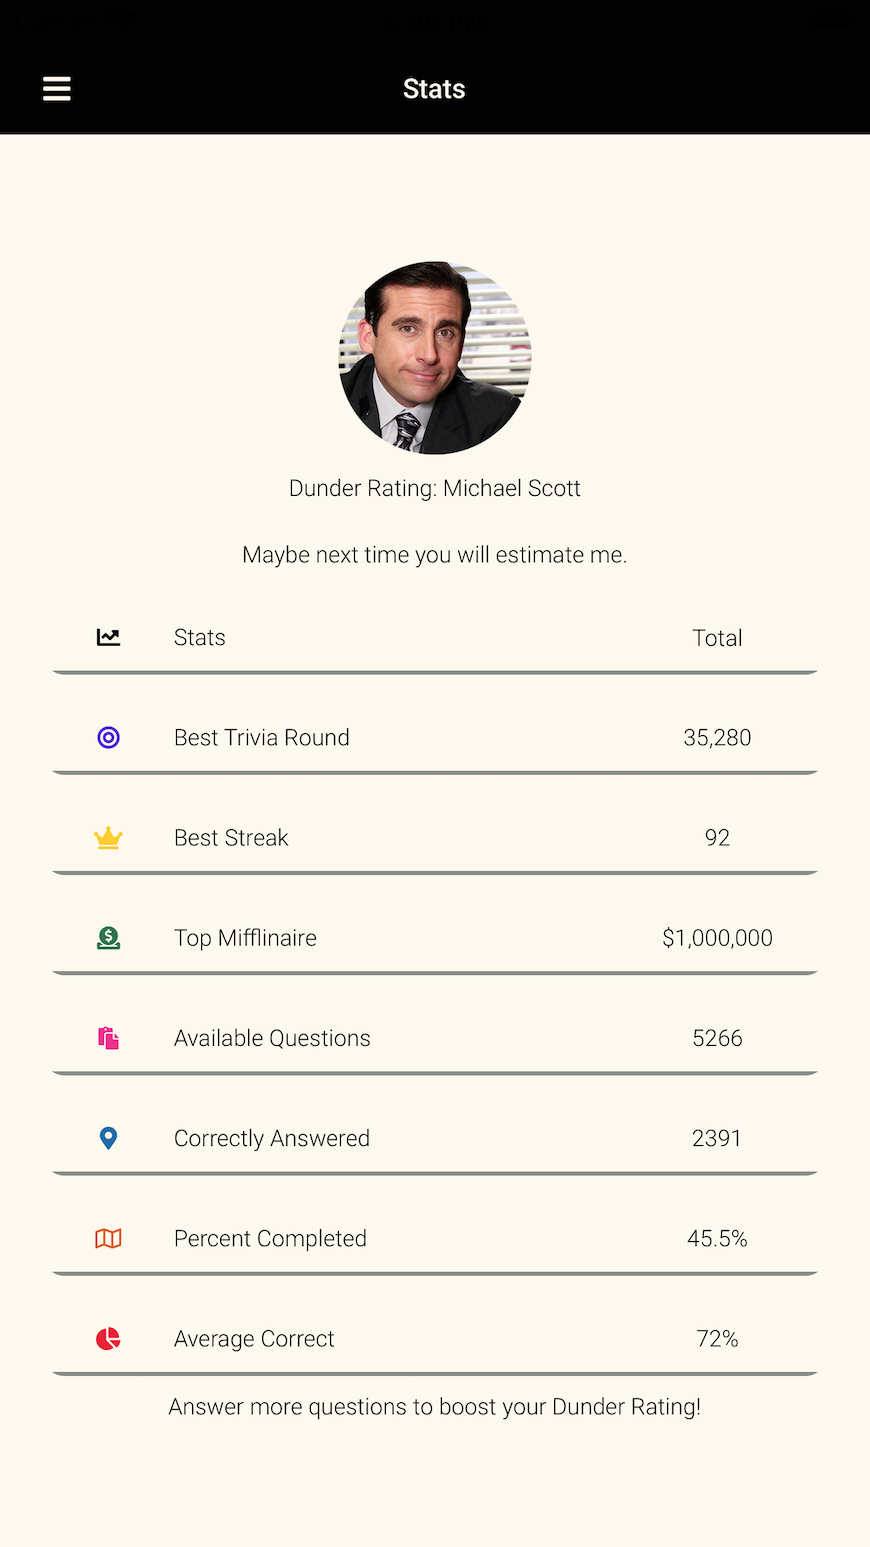 Stats
Dunder Rating: Michael Scott
Maybe next time you will estimate me.
Stats Total
Best Trivia Round 35,280
Best Streak 92
Top Mifflinaire $1,000,000
Available Questions 5266
Correctly Answered 2391
Percent Completed 45.5%
Average Correct 72%
Answer more questions to boost your Dunder Rating!